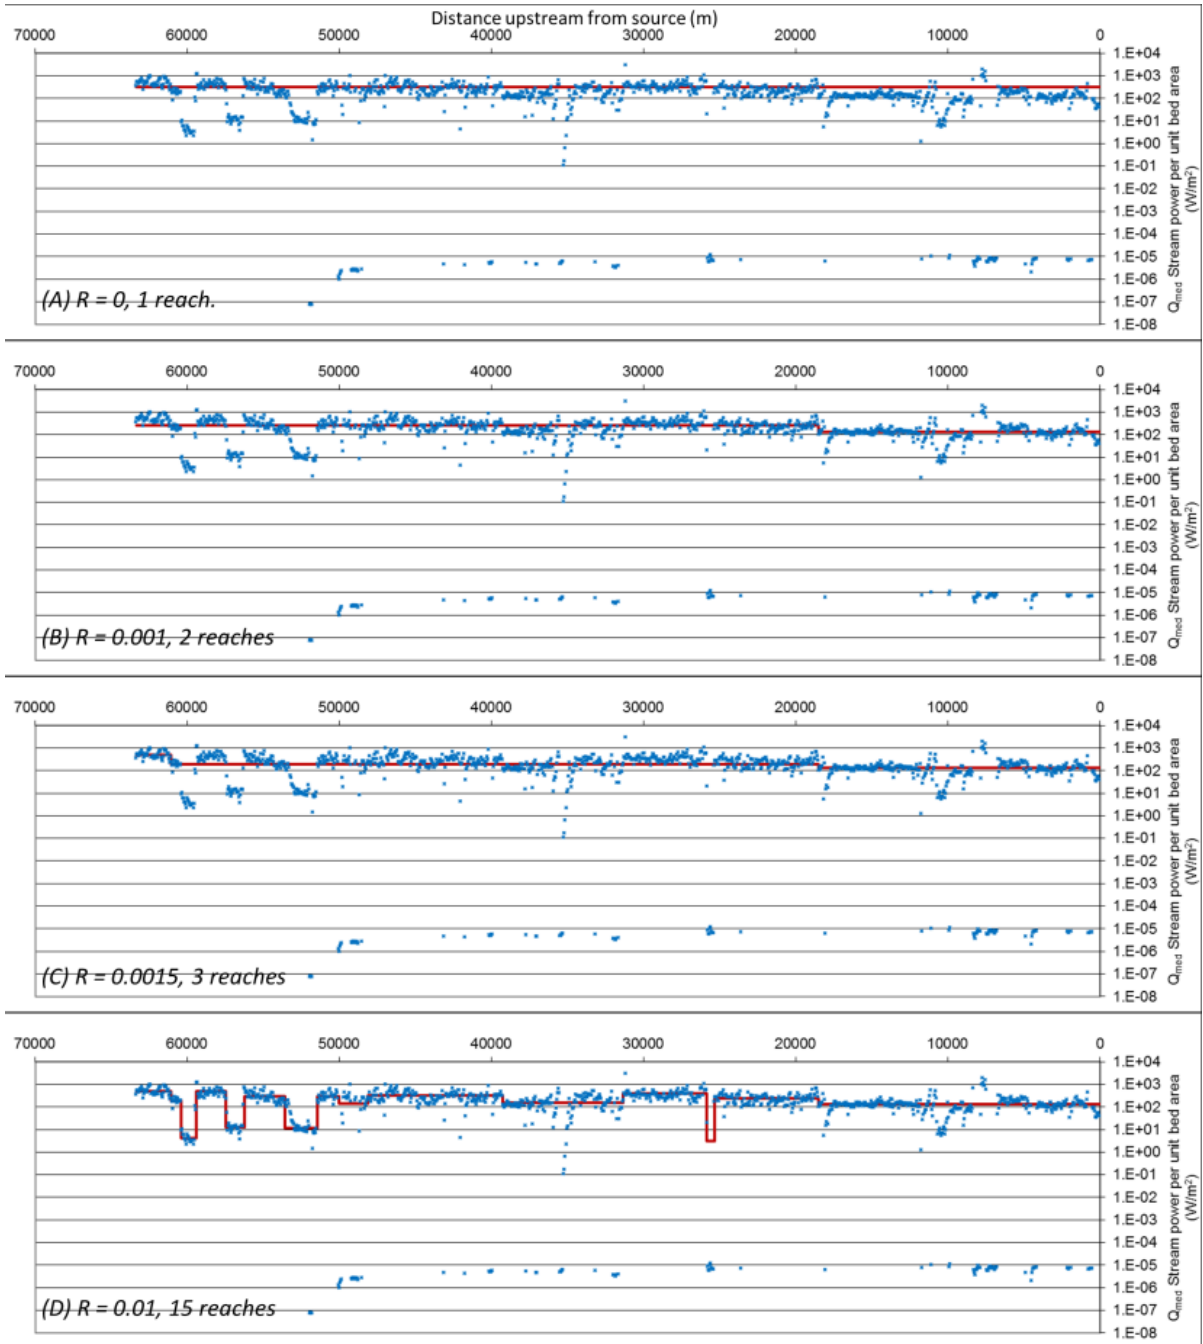 Distance upstream from source (m)
70000 60000 50000 40000 30000 20000 10000 0
1.E+04
1.E+03
1.E+02
1.E+01
1.E+00
1.E-01
1.E-02
1.E-03
1.E-04
1.E-05
1.E-06
1.E-07
1.E-08
Qmed Stream power per unit bed area
(W/m²)
(A) R = 0, 1 reach.
70000 60000 50000 40000 30000 20000 10000 0
1.E+04
1.E+03
1.E+02
1.E+01
1.E+00
1.E-01
1.E-02
1.E-03
1.E-04
1.E-05
1.E-06
1.E-07
1.E-08
Qmed Stream power per unit bed area
(W/m²)
(B) R = 0.001, 2 reaches
70000 60000 50000 40000 30000 20000 10000 0
1.E+04
1.E+03
1.E+02
1.E+01
1.E+00
1.E-01
1.E-02
1.E-03
1.E-04
1.E-05
1.E-06
1.E-07
1.E-08
Qmed Stream power per unit bed area
(W/m²)
(C) R = 0.0015, 3 reaches
70000 60000 50000 40000 30000 20000 10000 0
1.E+04
1.E+03
1.E+02
1.E+01
1.E+00
1.E-01
1.E-02
1.E-03
1.E-04
1.E-05
1.E-06
1.E-07
1.E-08
Qmed Stream power per unit bed area
(W/m²)
(D) R = 0.01, 15 reaches